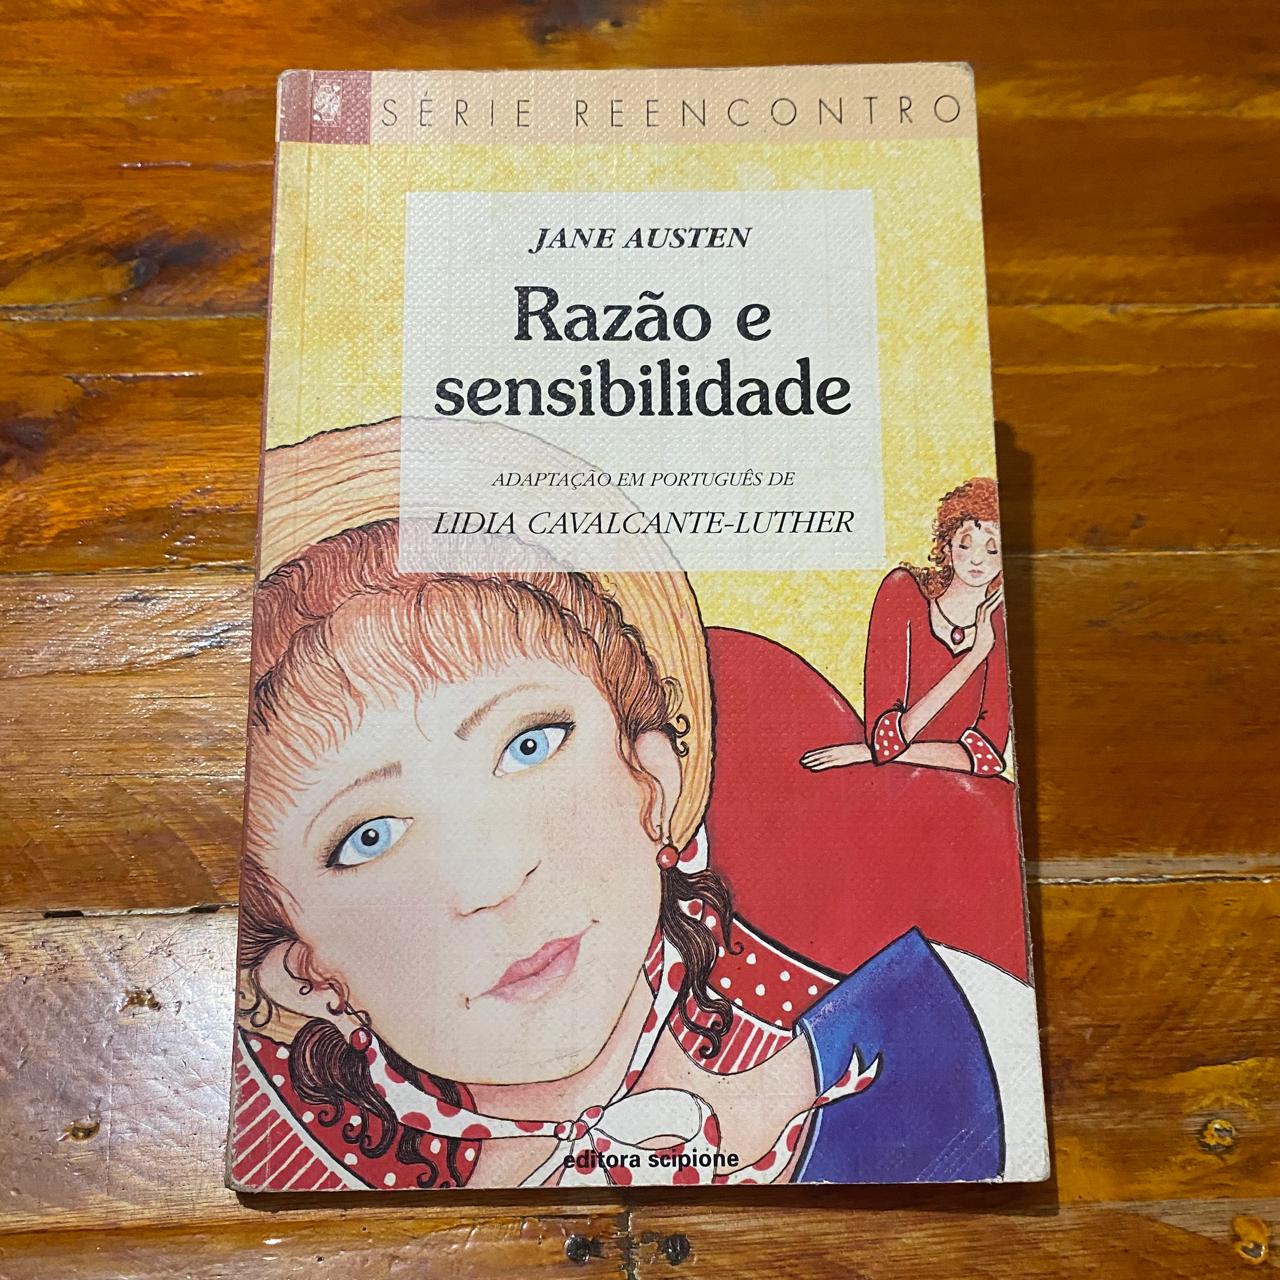 SÉRIE REENCONTRO
JANE AUSTEN
Razão e
sensibilidade
ADAPTAÇÃO EM PORTUGUÊS DE
LIDIA CAVALCANTE-LUTHER
editora scipione